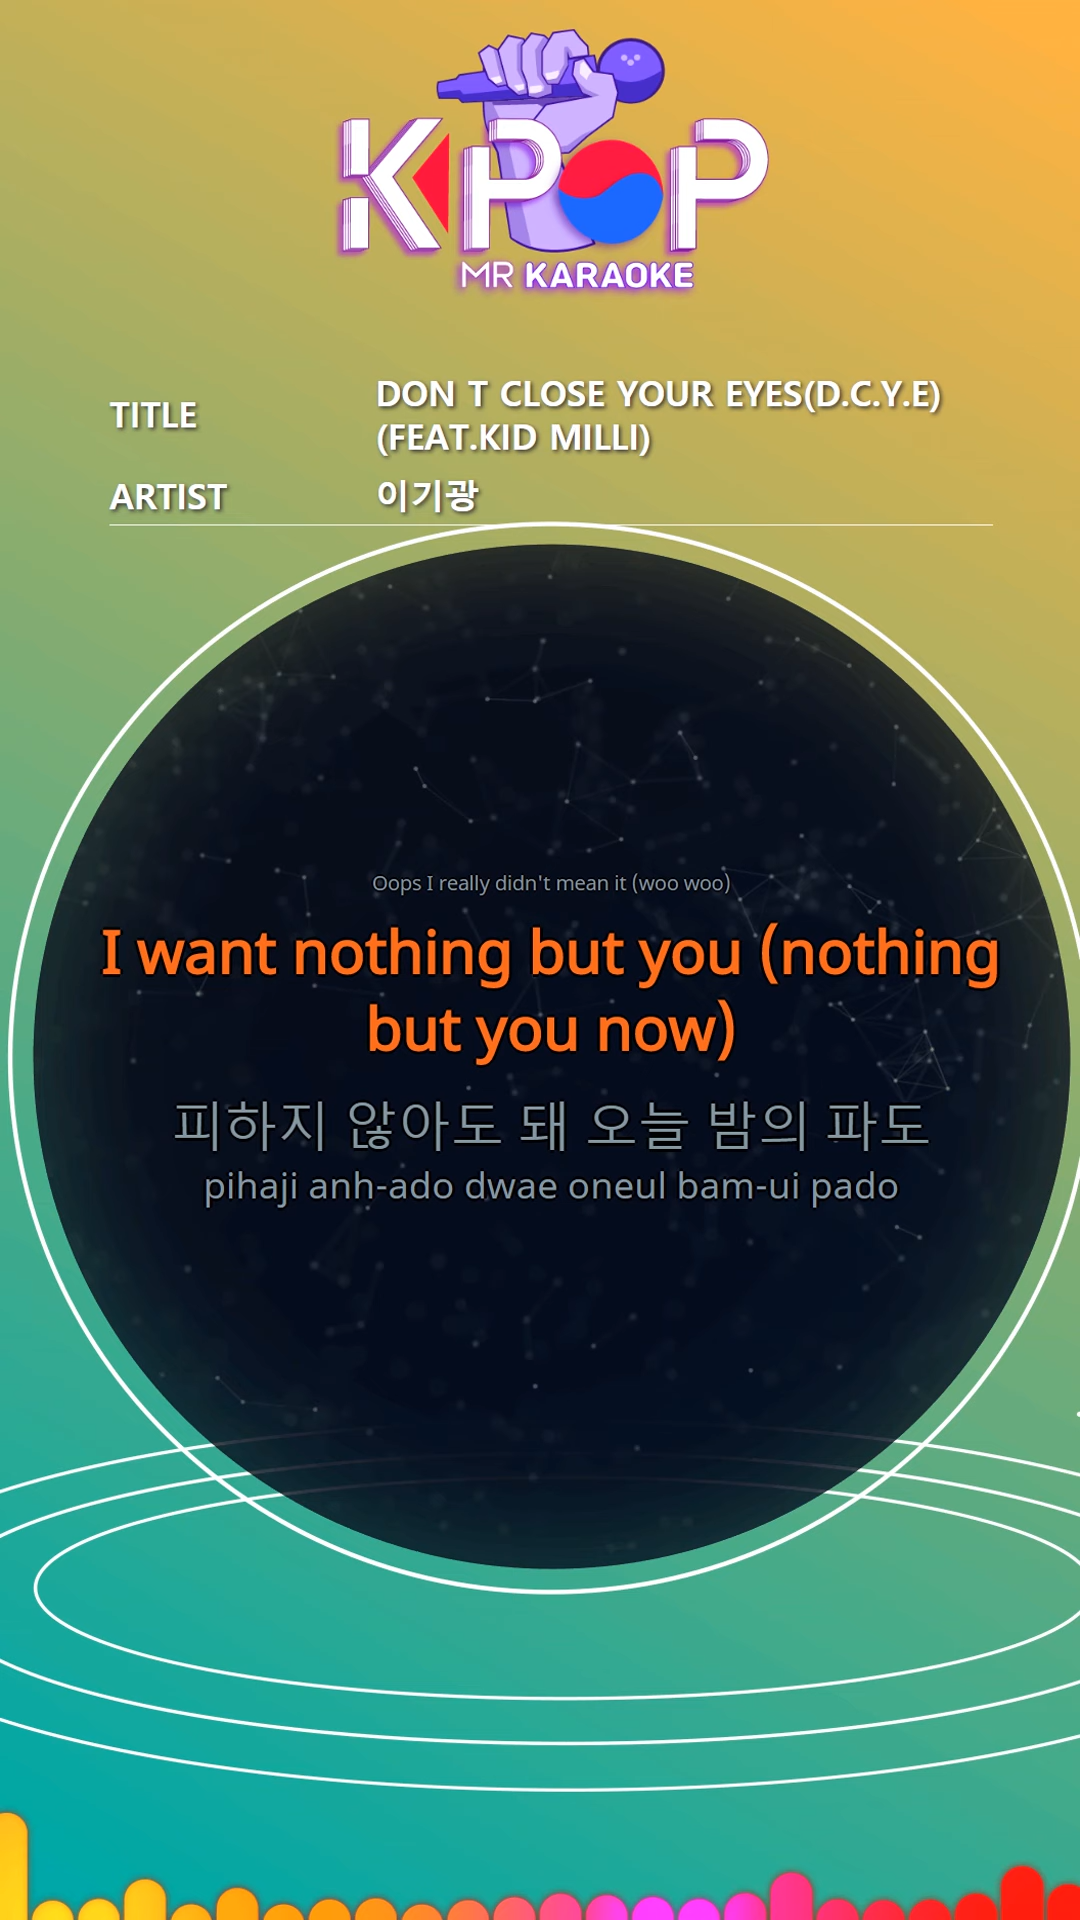 KPOP
MR KARAOKE
TITLE
DON T CLOSE YOUR EYES(D.C.Y.E)
(FEAT.KID MILLI)
ARTIST
이기광
Oops I really didn't mean it (woo woo)
I want nothing but you (nothing
but you now)
피하지 않아도 돼 오늘 밤의 파도
pihaji anh-ado dwae oneul bam-ui pado